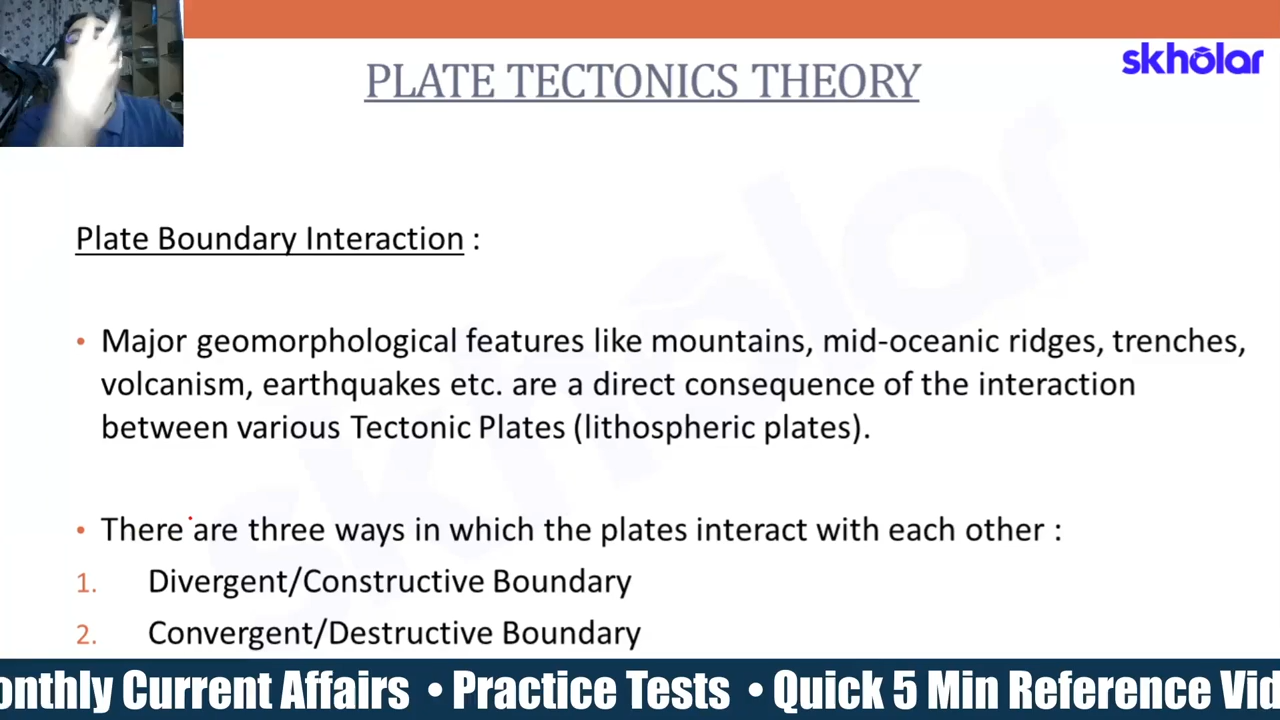 skholar
PLATE TECTONICS THEORY
Plate Boundary Interaction :
• Major geomorphological features like mountains, mid-oceanic ridges, trenches,
volcanism, earthquakes etc. are a direct consequence of the interaction
between various Tectonic Plates (lithospheric plates).
• There are three ways in which the plates interact with each other :
1. Divergent/Constructive Boundary
2. Convergent/Destructive Boundary
onthly Current Affairs • Practice Tests • Quick 5 Min Reference Vid
skholar